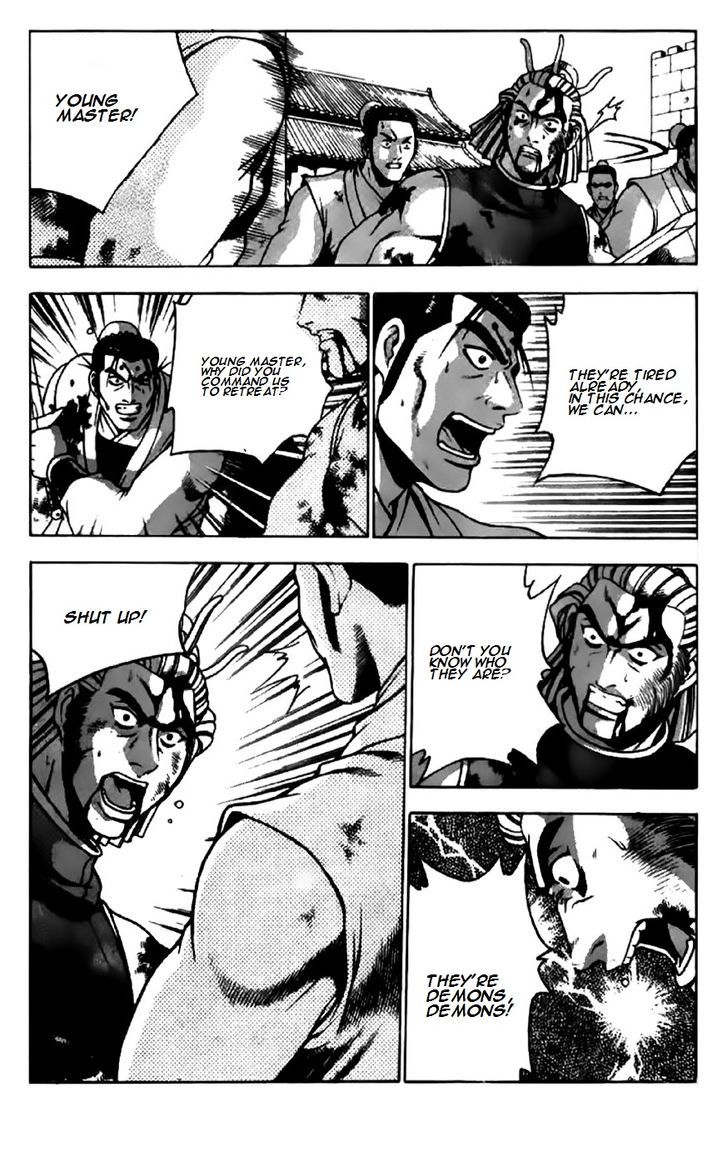 YOUNG
MASTER!
YOUNG MASTER,
WHY DID YOU
COMMAND US
TO RETREAT?
THEY'RE TIRED
ALREADY,
IN THIS CHANCE,
WE CAN...
SHUT UP!
DON'T YOU
KNOW WHO
THEY ARE?
THEY'RE
DEMONS,
DEMONS!